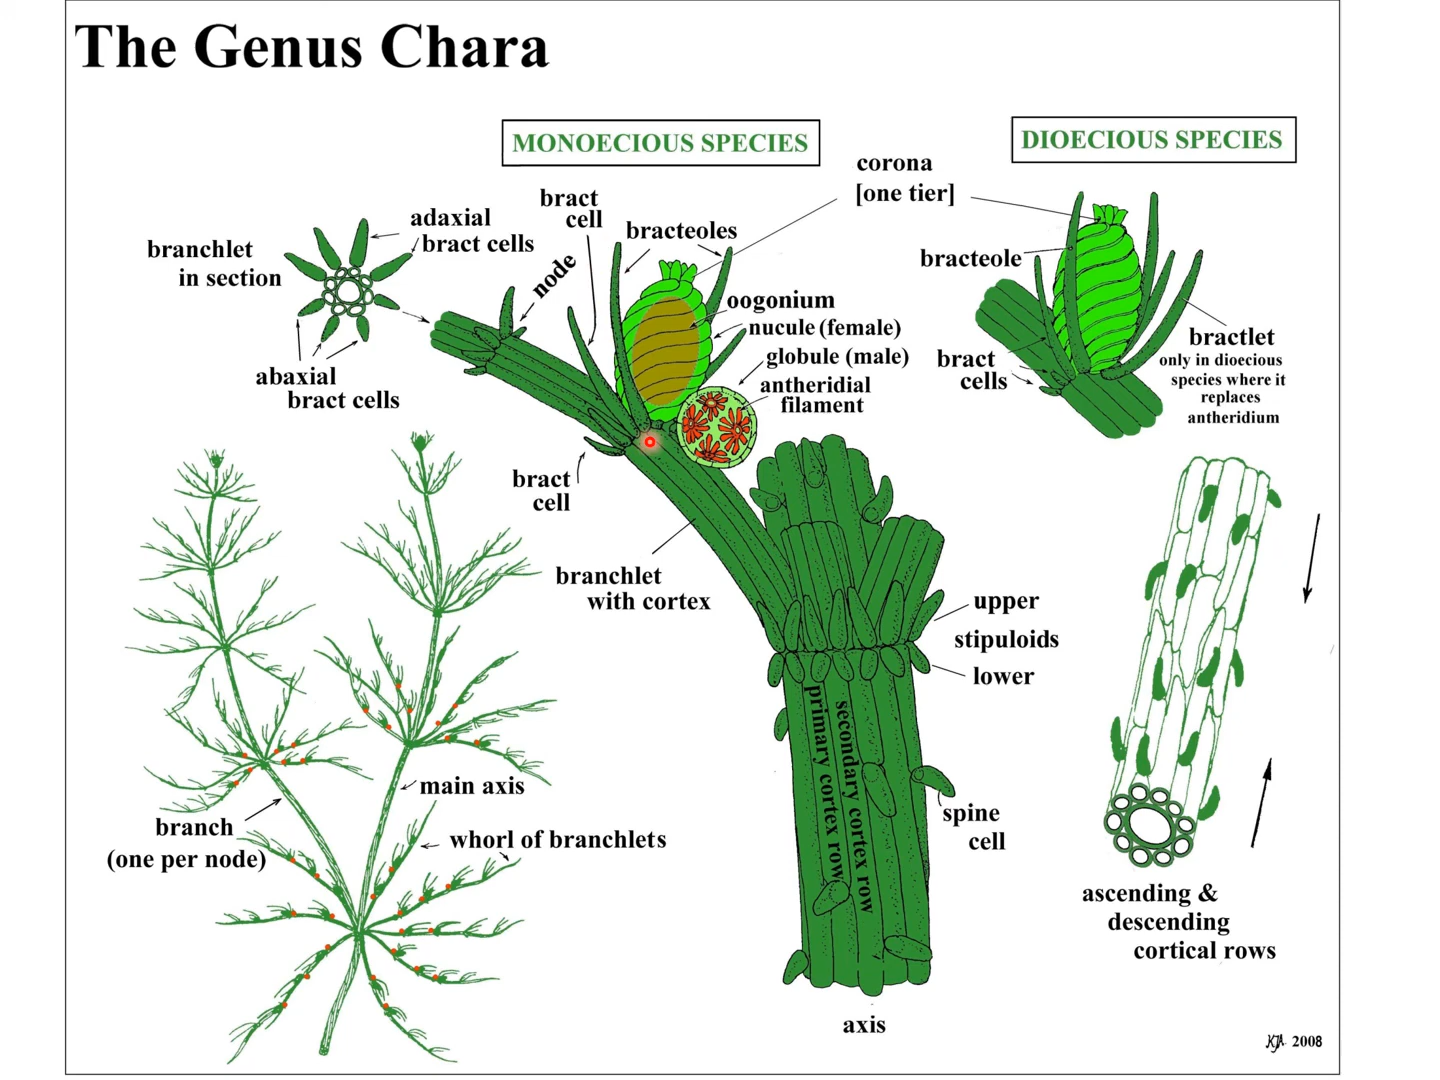 The Genus Chara
MONOECIOUS SPECIES
DIOECIOUS SPECIES
corona
[one tier]
bract
cell
adaxial
bract cells
bracteoles
branchlet
in section
node
bracteole
oogonium
nucule (female)
globule (male)
antheridial
filament
bractlet
only in dioecious
species where it
replaces
antheridium
bract
cells
abaxial
bract cells
bract
cell
branchlet
with cortex
upper
stipuloids
lower
primary cortex row
secondary cortex row
main axis
spine
cell
branch
(one per node)
whorl of branchlets
ascending &
descending
cortical rows
axis
KJA 2008